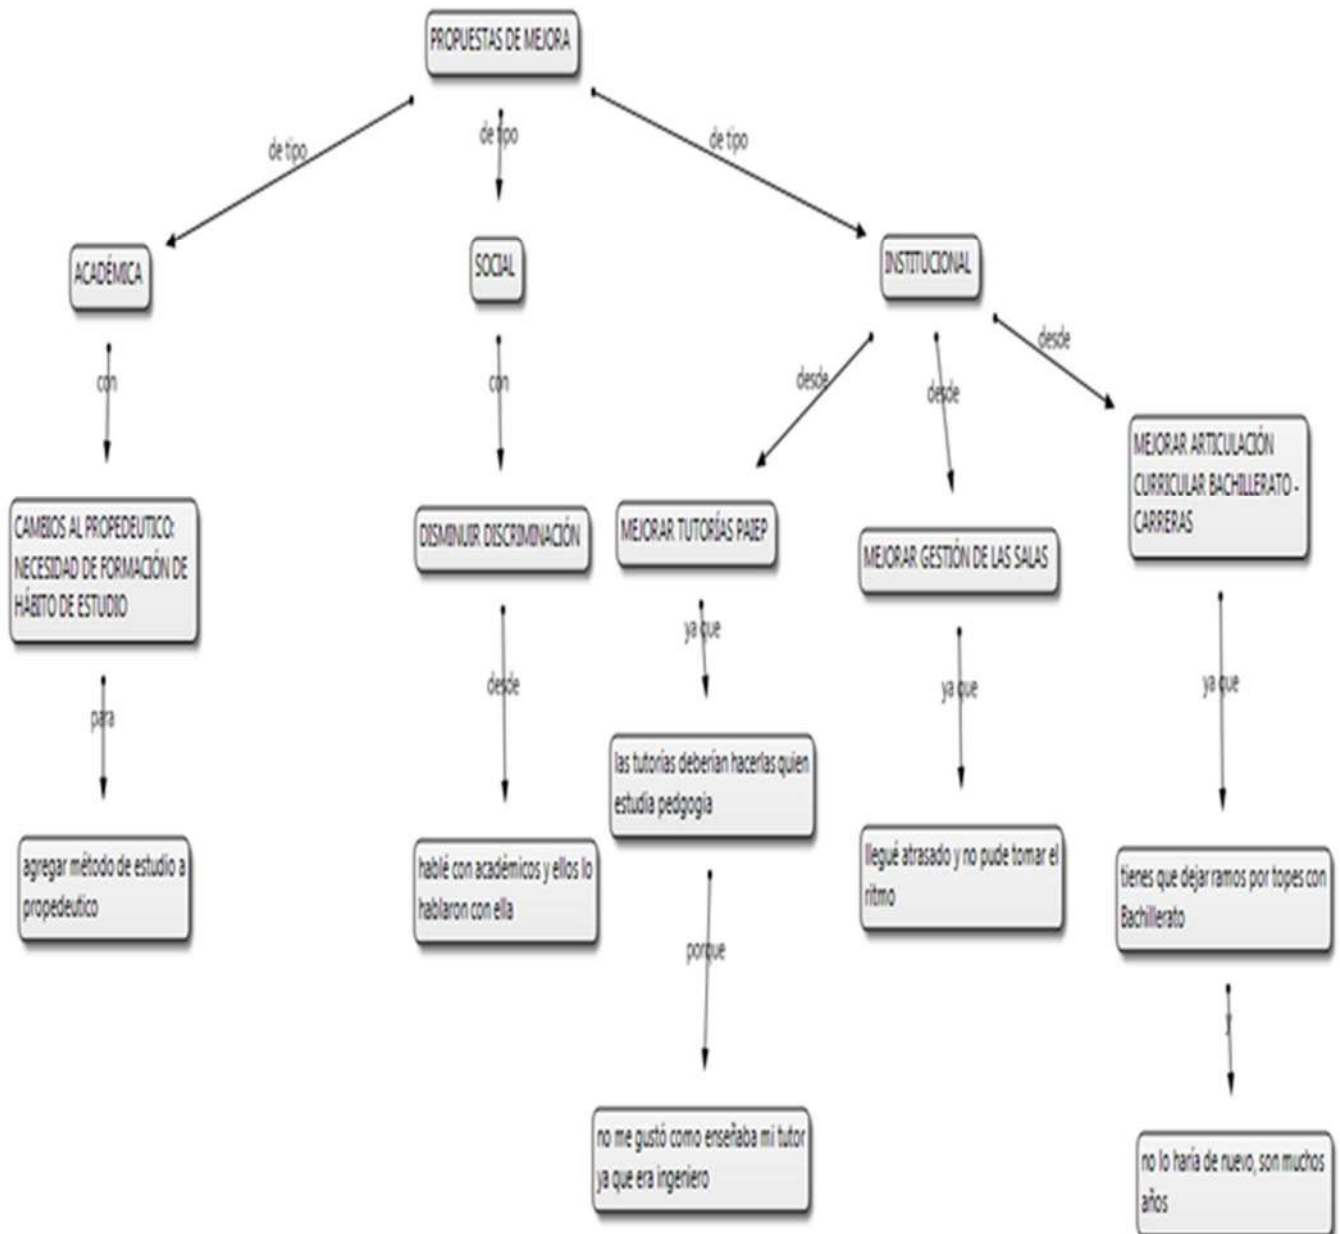 PROPUESTAS DE MEJORA
de tipo
de tipo
de tipo
ACADÉMICA
SOCIAL
INSTITUCIONAL
con
con
desde
desde
desde
CAMBIOS AL PROPEDEUTICO:
NECESIDAD DE FORMACIÓN DE
HÁBITO DE ESTUDIO
DISMINUIR DISCRIMINACIÓN
MEJORAR TUTORÍAS PAIEP
MEJORAR GESTIÓN DE LAS SALAS
MEJORAR ARTICULACIÓN
CURRICULAR BACHILLERATO -
CARRERAS
para
desde
ya que
ya que
ya que
agregar método de estudio a
propedeutico
hablé con académicos y ellos lo
hablaron con ella
las tutorías deberían hacerlas quien
estudia pedgogia
llegué atrasado y no pude tomar el
ritmo
tienes que dejar ramos por topes con
Bachillerato
porque
y
no me gustó como enseñaba mi tutor
ya que era ingeniero
no lo haría de nuevo, son muchos
años